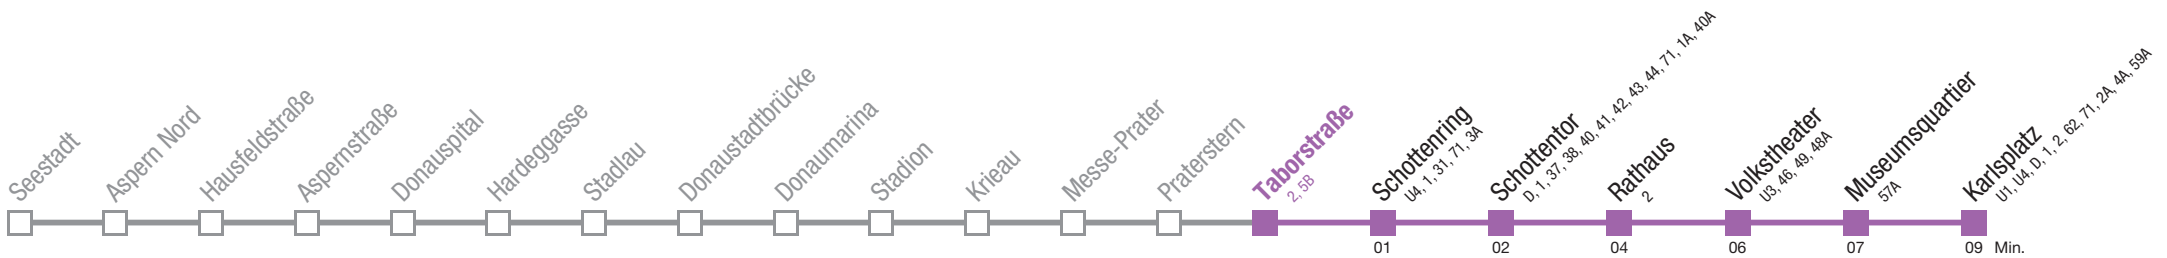 Seestadt
Aspern Nord
Hausfeldstraße
Aspernstraße
Donauspital
Hardeggasse
Stadlau
Donaustadtbrücke
Donaumarina
Stadion
Krieau
Messe-Prater
Praterstern
Taborstraße
2, 5B
Schottenring
U4, 1, 31, 71, 3A
Schottentor
D, 1, 37, 38, 40, 41, 42, 43, 44, 71, 1A, 40A
Rathaus
2
Volkstheater
U3, 46, 49, 48A
Museumsquartier
57A
Karlsplatz
U1, U4, D, 1, 2, 62, 71, 2A, 4A, 59A
01 02 04 06 07 09 Min.